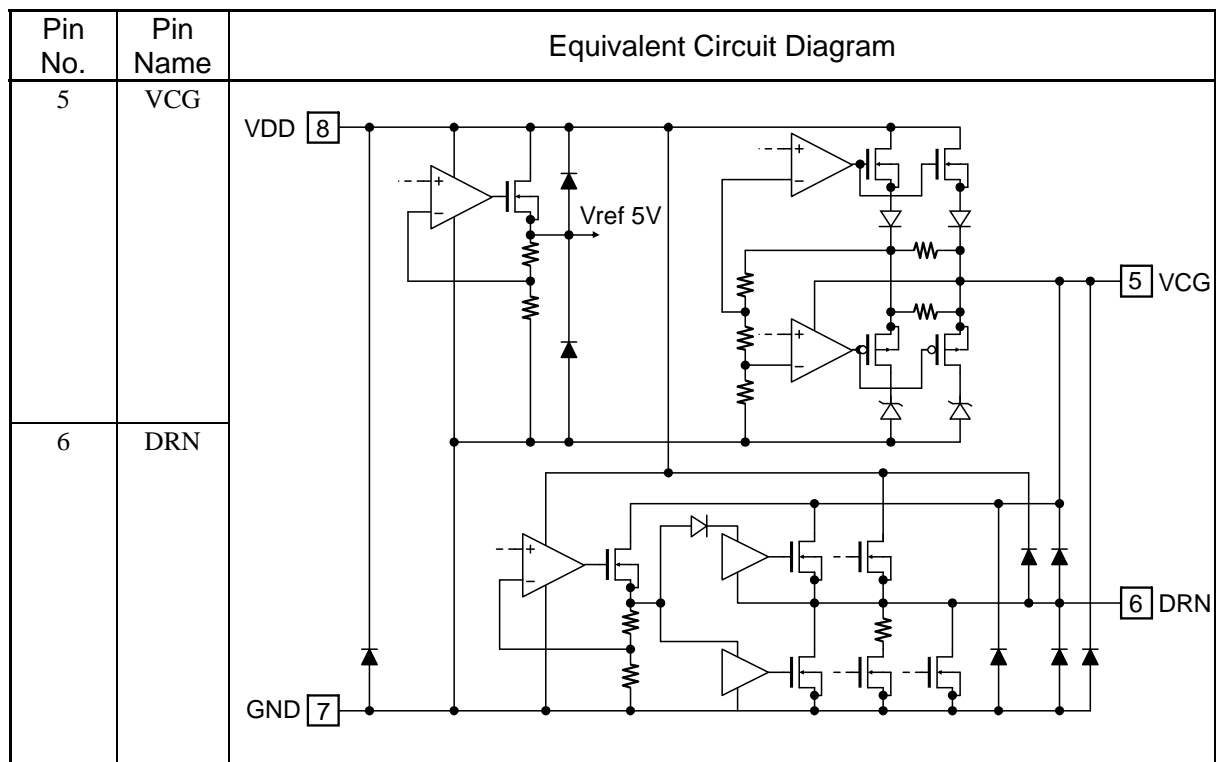 Pin No.
Pin Name
Equivalent Circuit Diagram
5
VCG
VDD 8
+
−
+
−
Vref 5V
5 VCG
+
−
6
DRN
+
−
6 DRN
GND 7